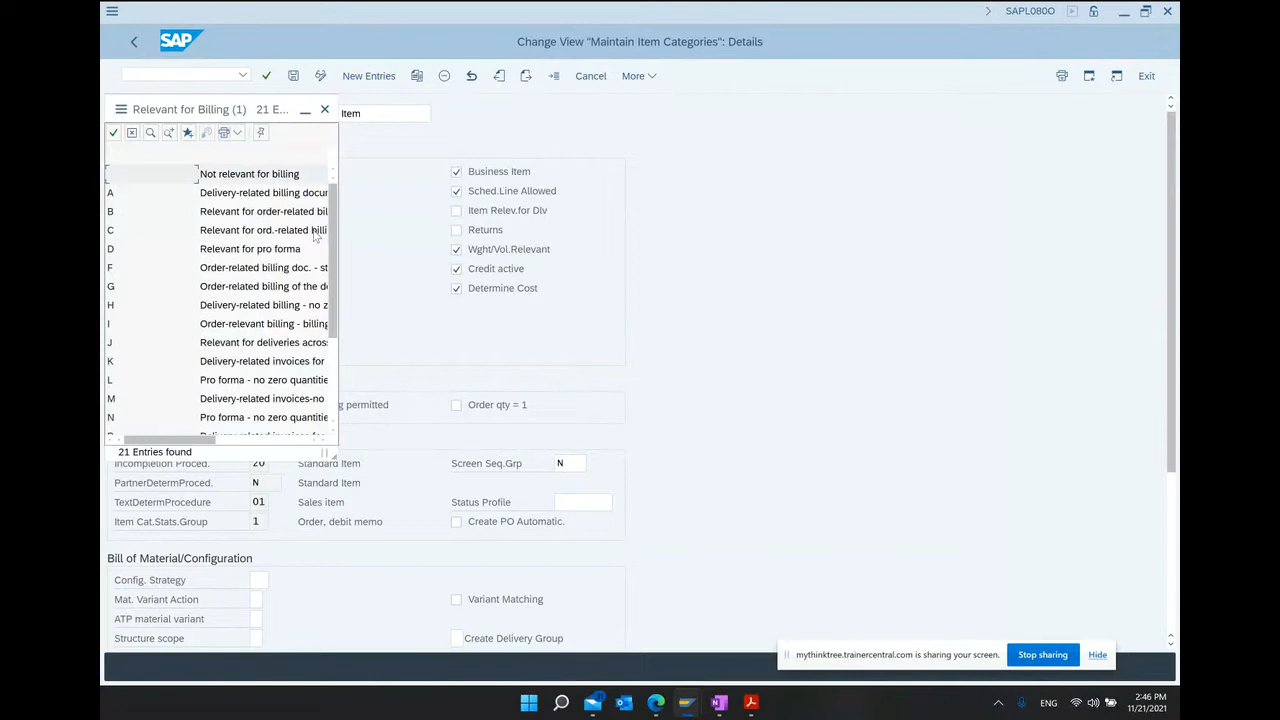 SAPL080O
SAP
Change View "Maintain Item Categories": Details
New Entries
Cancel
More
Exit
Relevant for Billing (1) 21 E...
Item
Not relevant for billing
A Delivery-related billing docur
B Relevant for order-related bil
C Relevant for ord.-related billi
D Relevant for pro forma
F Order-related billing doc. - st
G Order-related billing of the de
H Delivery-related billing - no z
I Order-relevant billing - billing
J Relevant for deliveries acros
K Delivery-related invoices for
L Pro forma - no zero quantitie
M Delivery-related invoices-no
N Pro forma - no zero quantitie
21 Entries found
Business Item
Sched.Line Allowed
Item Relev.for Dlv
Returns
Wght/Vol.Relevant
Credit active
Determine Cost
g permitted
Order qty = 1
Incompletion Proced. 20 Standard Item Screen Seq.Grp N
PartnerDetermProced. N Standard Item
TextDetermProcedure 01 Sales item Status Profile
Item Cat.Stats.Group 1 Order, debit memo Create PO Automatic.
Bill of Material/Configuration
Config. Strategy
Mat. Variant Action Variant Matching
ATP material variant
Structure scope Create Delivery Group
mythinktree.trainercentral.com is sharing your screen. Stop sharing Hide
ENG
2:46 PM
11/21/2021